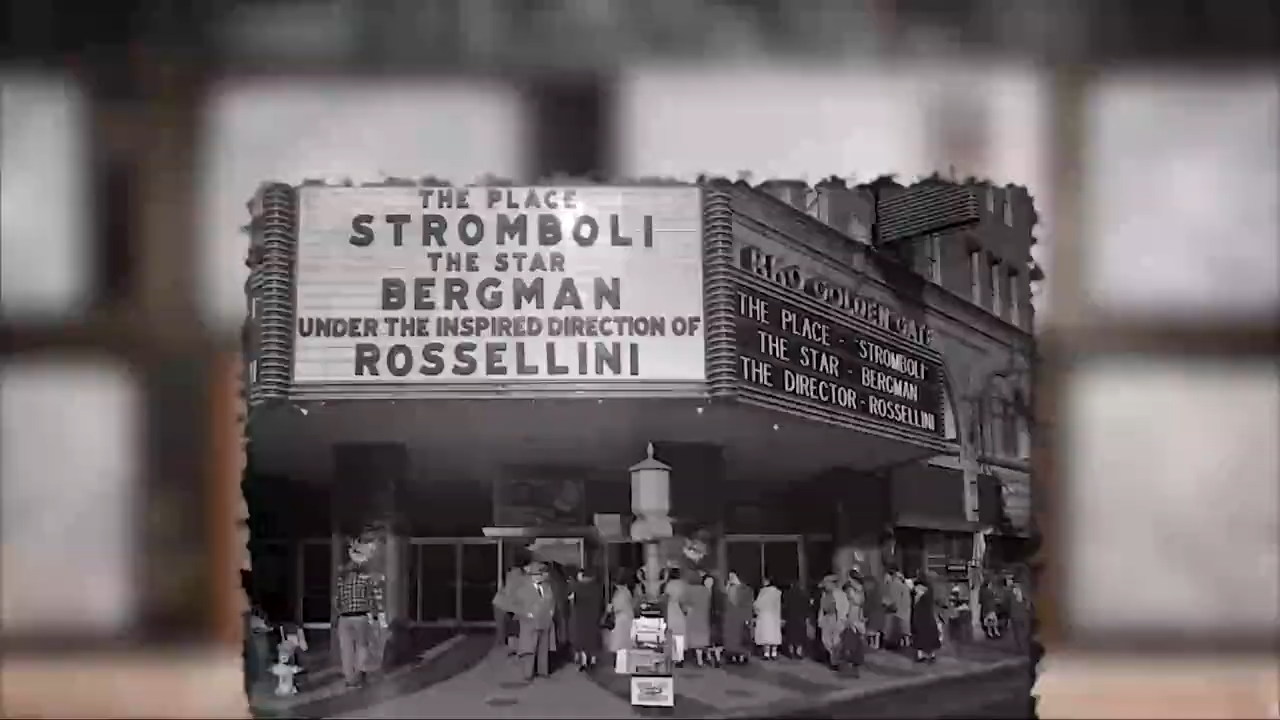 THE PLACE
STROMBOLI
THE STAR
BERGMAN
UNDER THE INSPIRED DIRECTION OF
ROSSELLINI
RKO GOLDEN GATE
THE PLACE - STROMBOLI
THE STAR - BERGMAN
THE DIRECTOR - ROSSELLINI